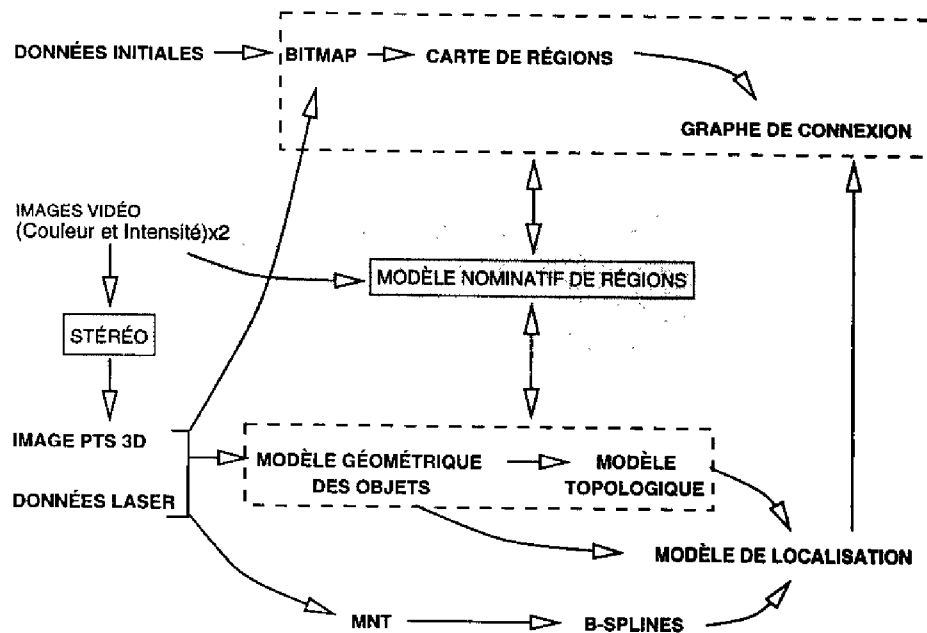 DONNÉES INITIALES
BITMAP
CARTE DE RÉGIONS
GRAPHE DE CONNEXION
IMAGES VIDÉO
(Couleur et Intensité)x2
MODÈLE NOMINATIF DE RÉGIONS
STÉRÉO
IMAGE PTS 3D
DONNÉES LASER
MODÈLE GÉOMÉTRIQUE
DES OBJETS
MODÈLE
TOPOLOGIQUE
MODÈLE DE LOCALISATION
MNT
B-SPLINES